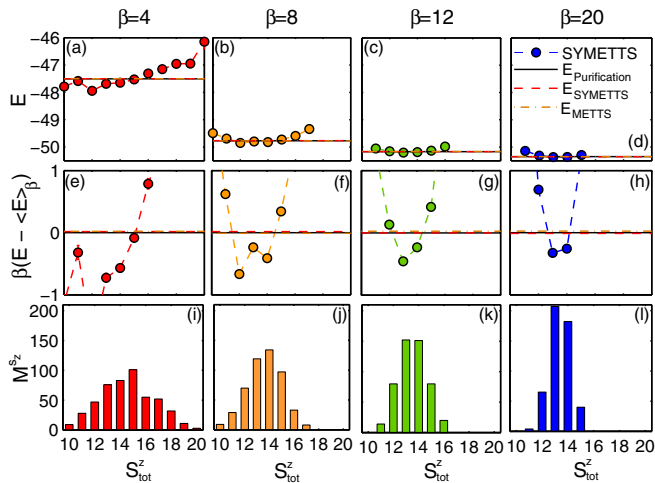 β=4 β=8 β=12 β=20
−46 (a) (b) (c) SYMETTS
−47 E_Purification
E −48 E_SYMETTS
−49 E_METTS
−50 (d)
1 (e) (f) (g) (h)
β(E − <E>_β) 0
−1
200 (i) (j) (k) (l)
150
M^{S_z} 100
50
0
10 12 14 16 18 20 10 12 14 16 18 20 10 12 14 16 18 20 10 12 14 16 18 20
S^z_tot S^z_tot S^z_tot S^z_tot